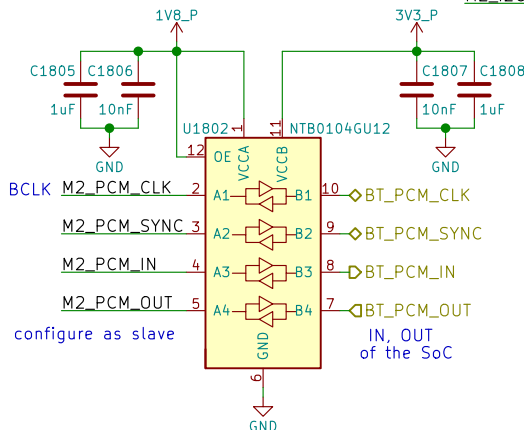 1V8_P 3V3_P
C1805 C1806 C1807 C1808
1uF 10nF 10nF 1uF
GND GND
U1802 NTB0104GU12
1 11
VCCA VCCB
12 OE
BCLK M2_PCM_CLK 2 A1 B1 10 BT_PCM_CLK
M2_PCM_SYNC 3 A2 B2 9 BT_PCM_SYNC
M2_PCM_IN 4 A3 B3 8 BT_PCM_IN
M2_PCM_OUT 5 A4 B4 7 BT_PCM_OUT
configure as slave GND IN, OUT
of the SoC
6
GND